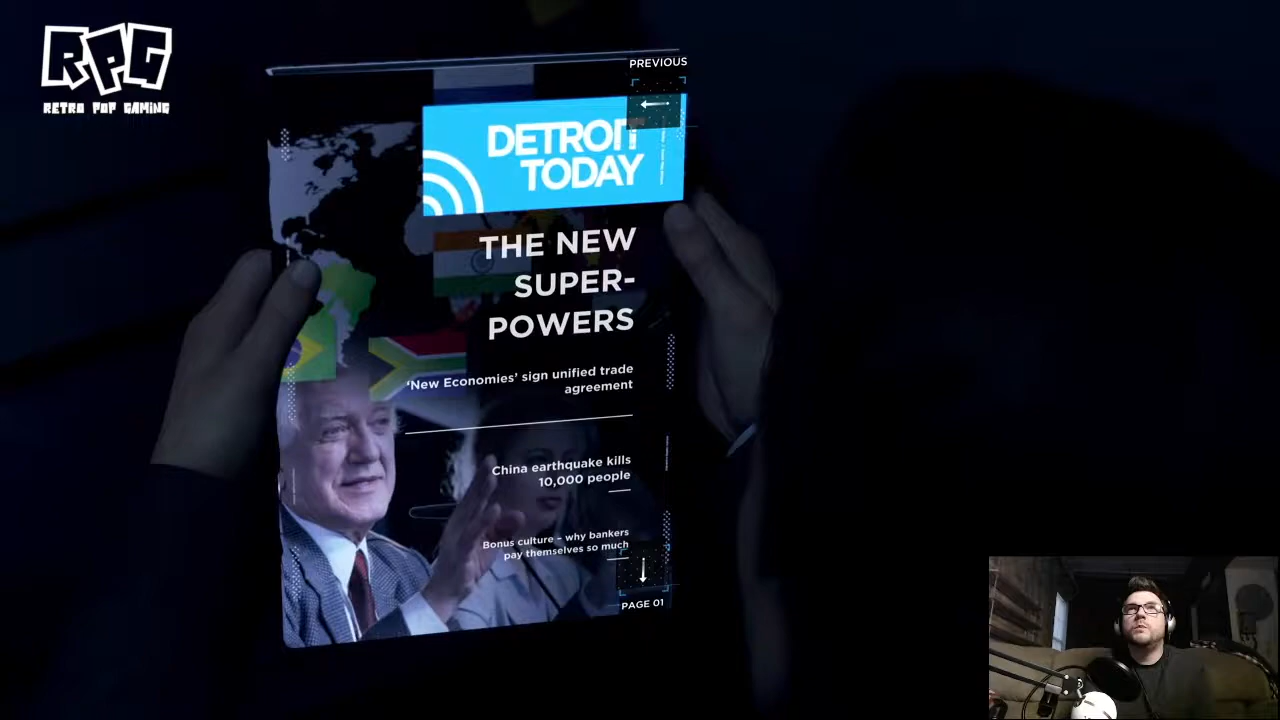 RPG
RETRO POP GAMING
PREVIOUS
DETROIT
TODAY
THE NEW
SUPER-
POWERS
'New Economies' sign unified trade
agreement
China earthquake kills
10,000 people
Bonus culture – why bankers
pay themselves so much
PAGE 01